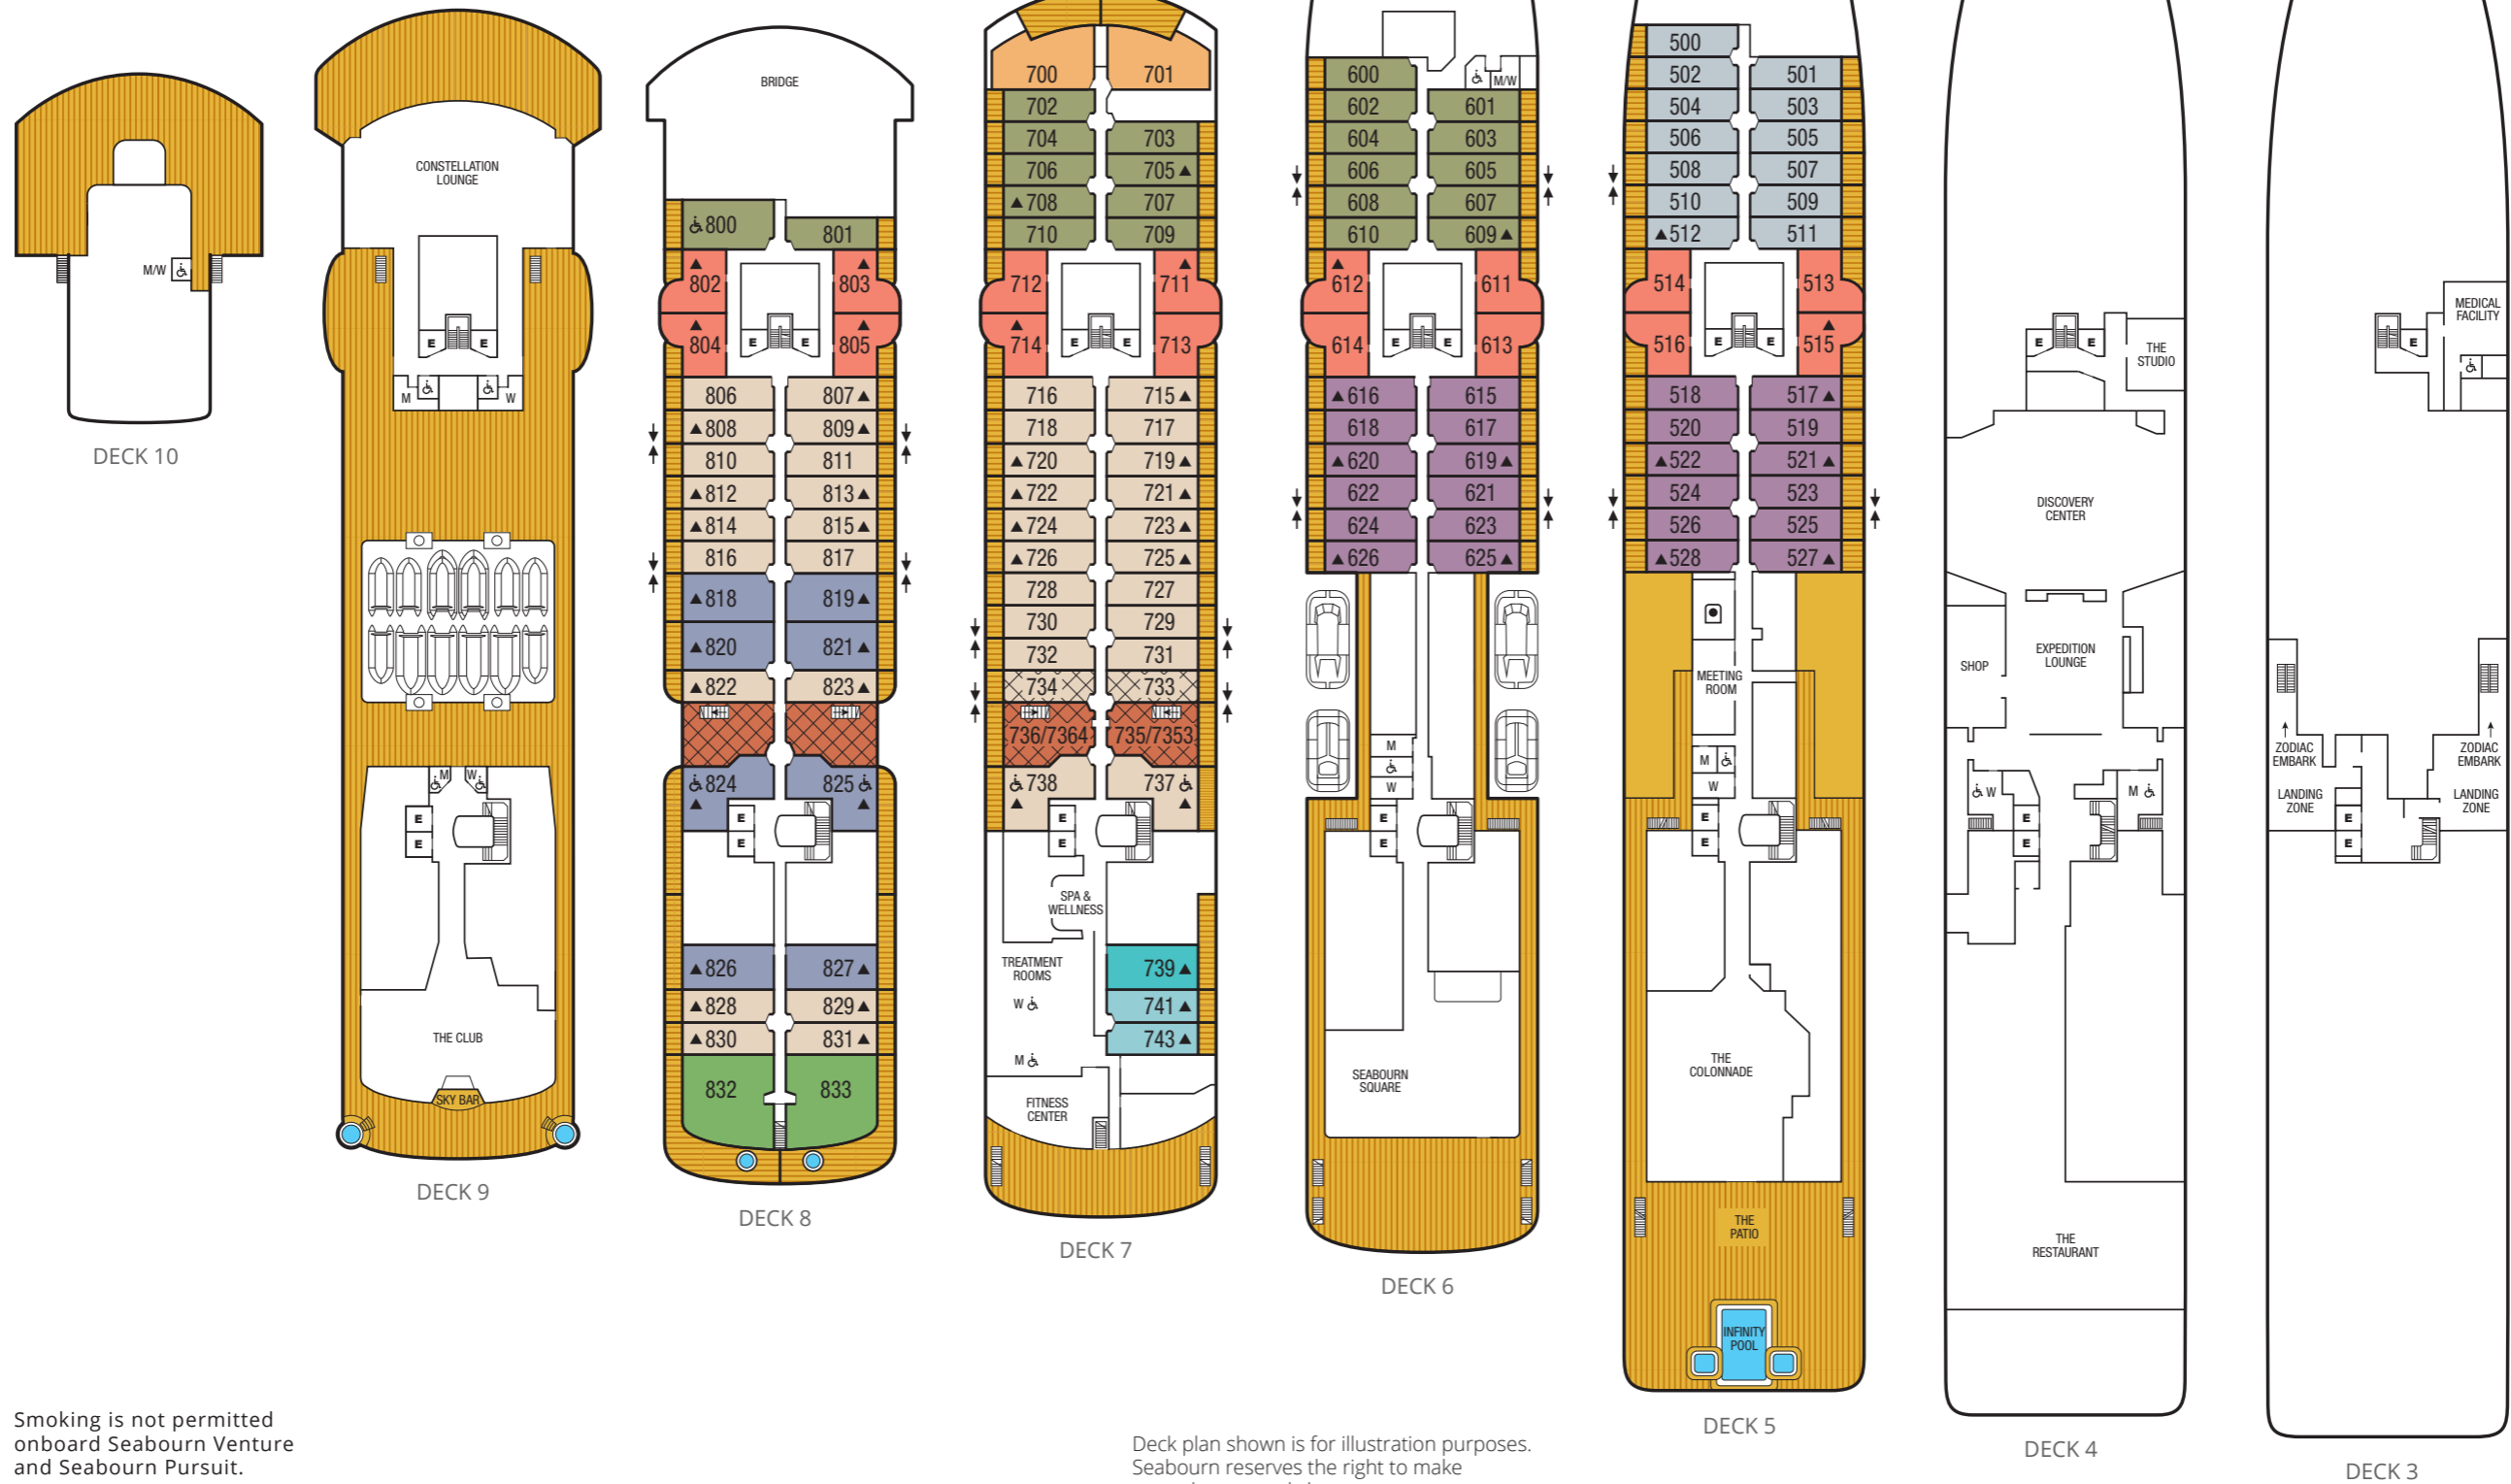 M/W
DECK 10
CONSTELLATION
LOUNGE
E E
M W
M W
E
E
THE CLUB
SKY BAR
DECK 9
BRIDGE
800
801
802 803
804 E E 805
806 807
808 809
810 811
812 813
814 815
816 817
818 819
820 821
822 823
824 825
E
E
826 827
828 829
830 831
832 833
DECK 8
700 701
702
704 703
706 705
708 707
710 709
712 711
714 E E 713
716 715
718 717
720 719
722 721
724 723
726 725
728 727
730 729
732 731
734 733
736/7364 735/7353
738 737
E
E
SPA &
WELLNESS
TREATMENT
ROOMS
739
W
741
743
M
FITNESS
CENTER
DECK 7
600 M/W
602 601
604 603
606 605
608 607
610 609
612 611
614 E E 613
616 615
618 617
620 619
622 621
624 623
626 625
M
W
E
E
SEABOURN
SQUARE
DECK 6
500
502 501
504 503
506 505
508 507
510 509
512 511
514 513
516 E E 515
518 517
520 519
522 521
524 523
526 525
528 527
MEETING
ROOM
M
W
E
E
THE
COLONNADE
THE
PATIO
INFINITY
POOL
DECK 5
E E
THE
STUDIO
DISCOVERY
CENTER
SHOP
EXPEDITION
LOUNGE
W M
E
E
THE
RESTAURANT
DECK 4
MEDICAL
FACILITY
E
ZODIAC
EMBARK
ZODIAC
EMBARK
LANDING
ZONE
LANDING
ZONE
E
E
DECK 3
Smoking is not permitted
onboard Seabourn Venture
and Seabourn Pursuit.
Deck plan shown is for illustration purposes.
Seabourn reserves the right to make